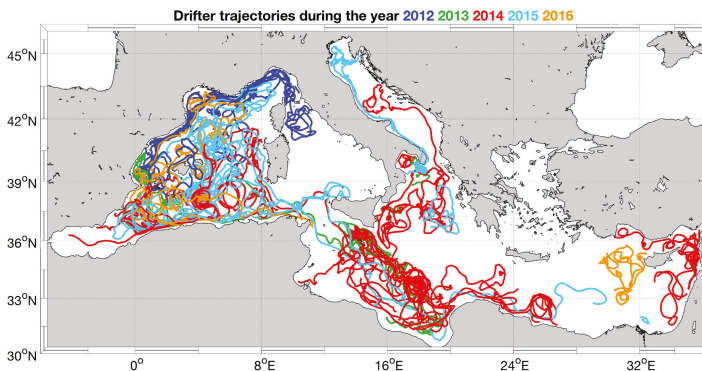 Drifter trajectories during the year 2012 2013 2014 2015 2016
45°N
42°N
39°N
36°N
33°N
30°N
0° 8°E 16°E 24°E 32°E